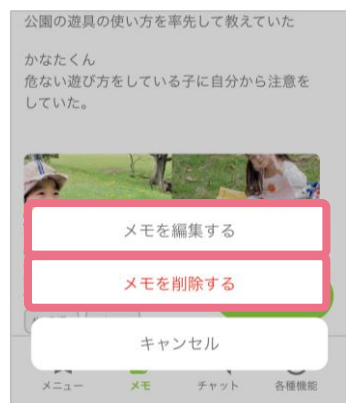 公園の遊具の使い方を率先して教えていた
かなたくん
危ない遊び方をしている子に自分から注意を
していた。
メモを編集する
メモを削除する
キャンセル
メニュー
メモ
チャット
各種機能